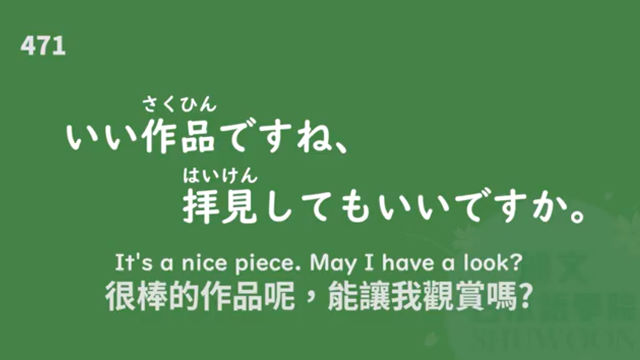 471
さくひん
いい作品ですね、
はいけん
拝見してもいいですか。
It's a nice piece. May I have a look?
很棒的作品呢，能讓我觀賞嗎?
SHUWOON